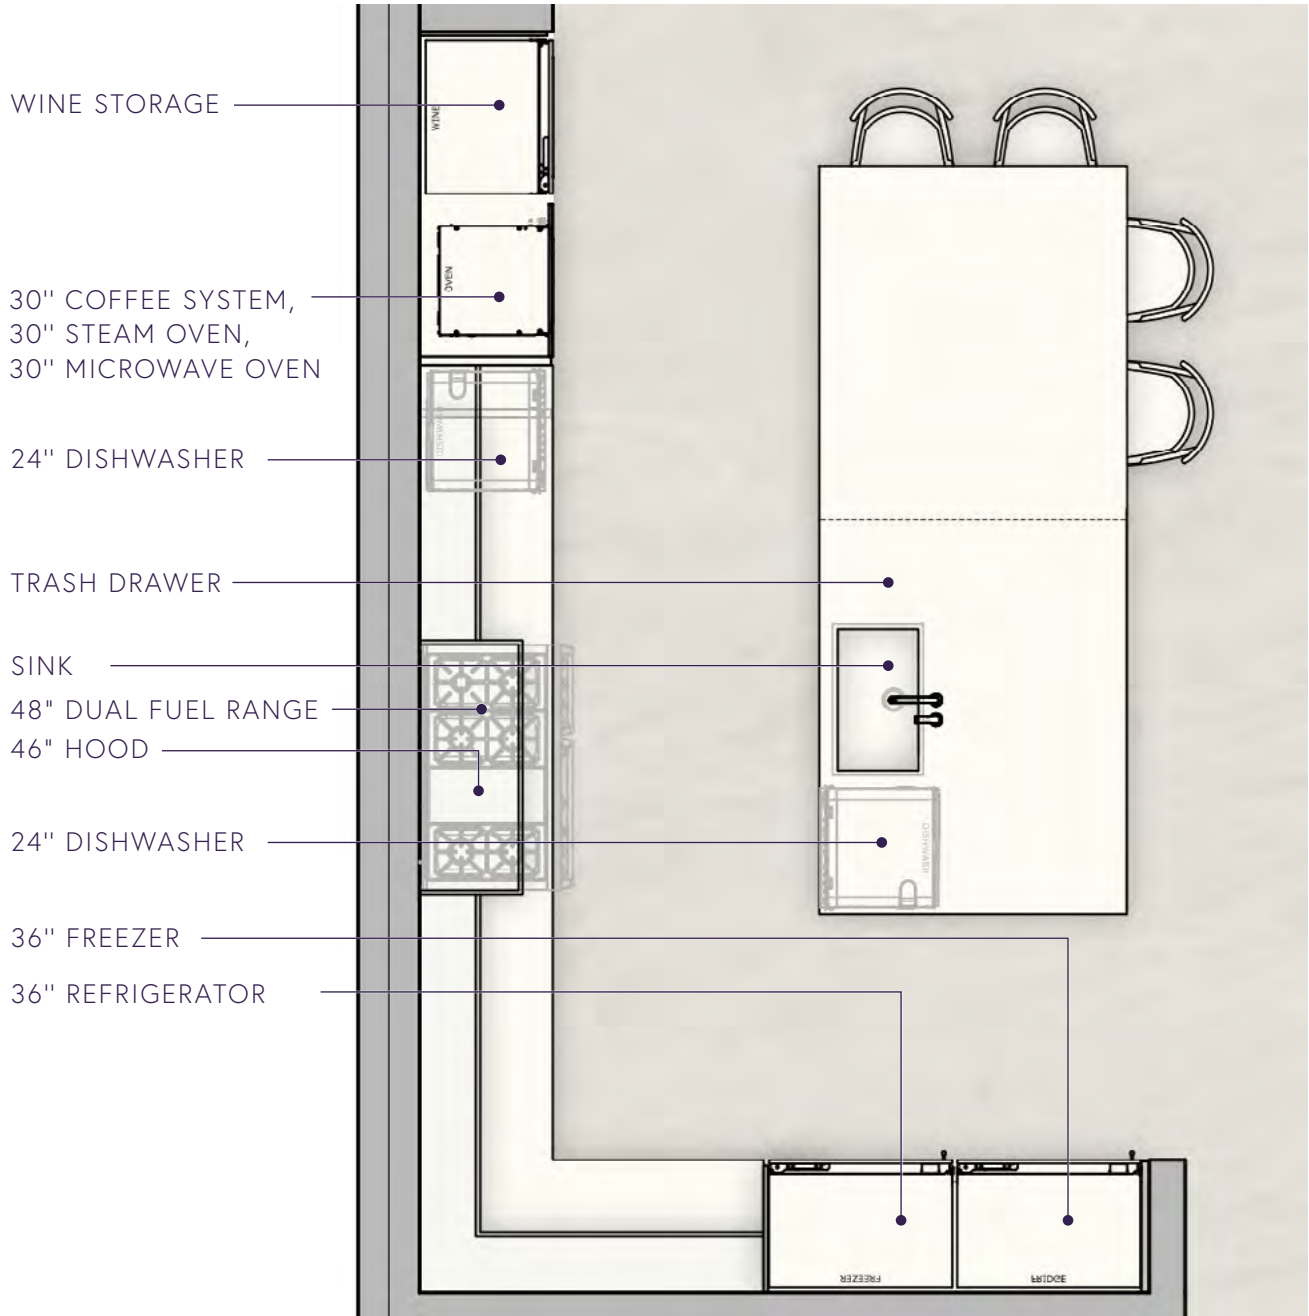 WINE STORAGE
WINE
30" COFFEE SYSTEM,
30" STEAM OVEN,
30" MICROWAVE OVEN
OVEN
24" DISHWASHER
DISHWASH
TRASH DRAWER
SINK
48" DUAL FUEL RANGE
46" HOOD
24" DISHWASHER
DISHWASH
36" FREEZER
36" REFRIGERATOR
FREEZER
FRIDGE